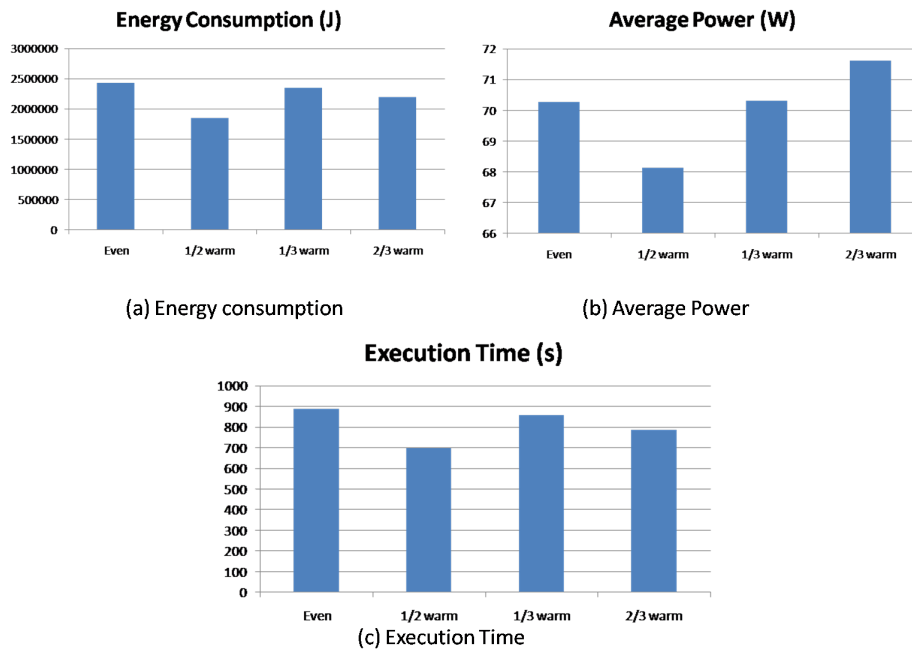 Energy Consumption (J)
3000000
2500000
2000000
1500000
1000000
500000
0
Even 1/2 warm 1/3 warm 2/3 warm
(a) Energy consumption
Average Power (W)
72
71
70
69
68
67
66
Even 1/2 warm 1/3 warm 2/3 warm
(b) Average Power
Execution Time (s)
1000
900
800
700
600
500
400
300
200
100
0
Even 1/2 warm 1/3 warm 2/3 warm
(c) Execution Time